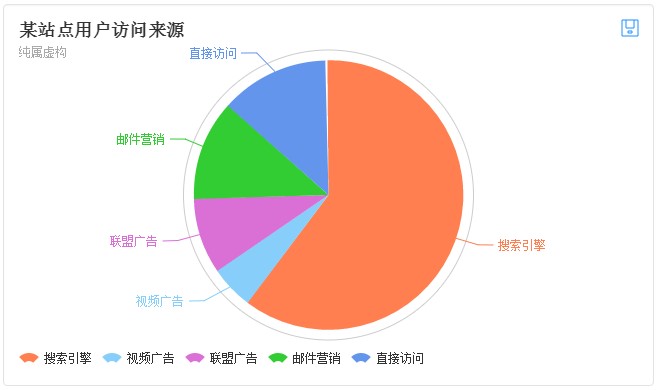 某站点用户访问来源
纯属虚构
直接访问
邮件营销
联盟广告
搜索引擎
视频广告
搜索引擎 视频广告 联盟广告 邮件营销 直接访问